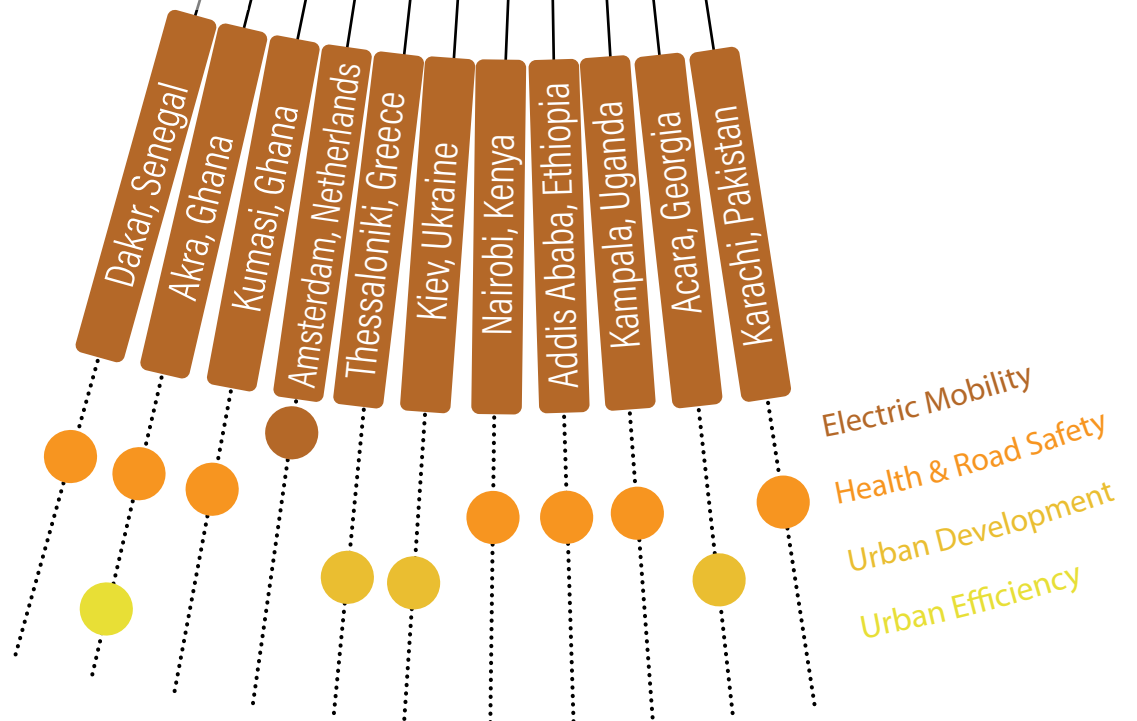 Dakar, Senegal
Akra, Ghana
Kumasi, Ghana
Amsterdam, Netherlands
Thessaloniki, Greece
Kiev, Ukraine
Nairobi, Kenya
Addis Ababa, Ethiopia
Kampala, Uganda
Acara, Georgia
Karachi, Pakistan
Electric Mobility
Health & Road Safety
Urban Development
Urban Efficiency